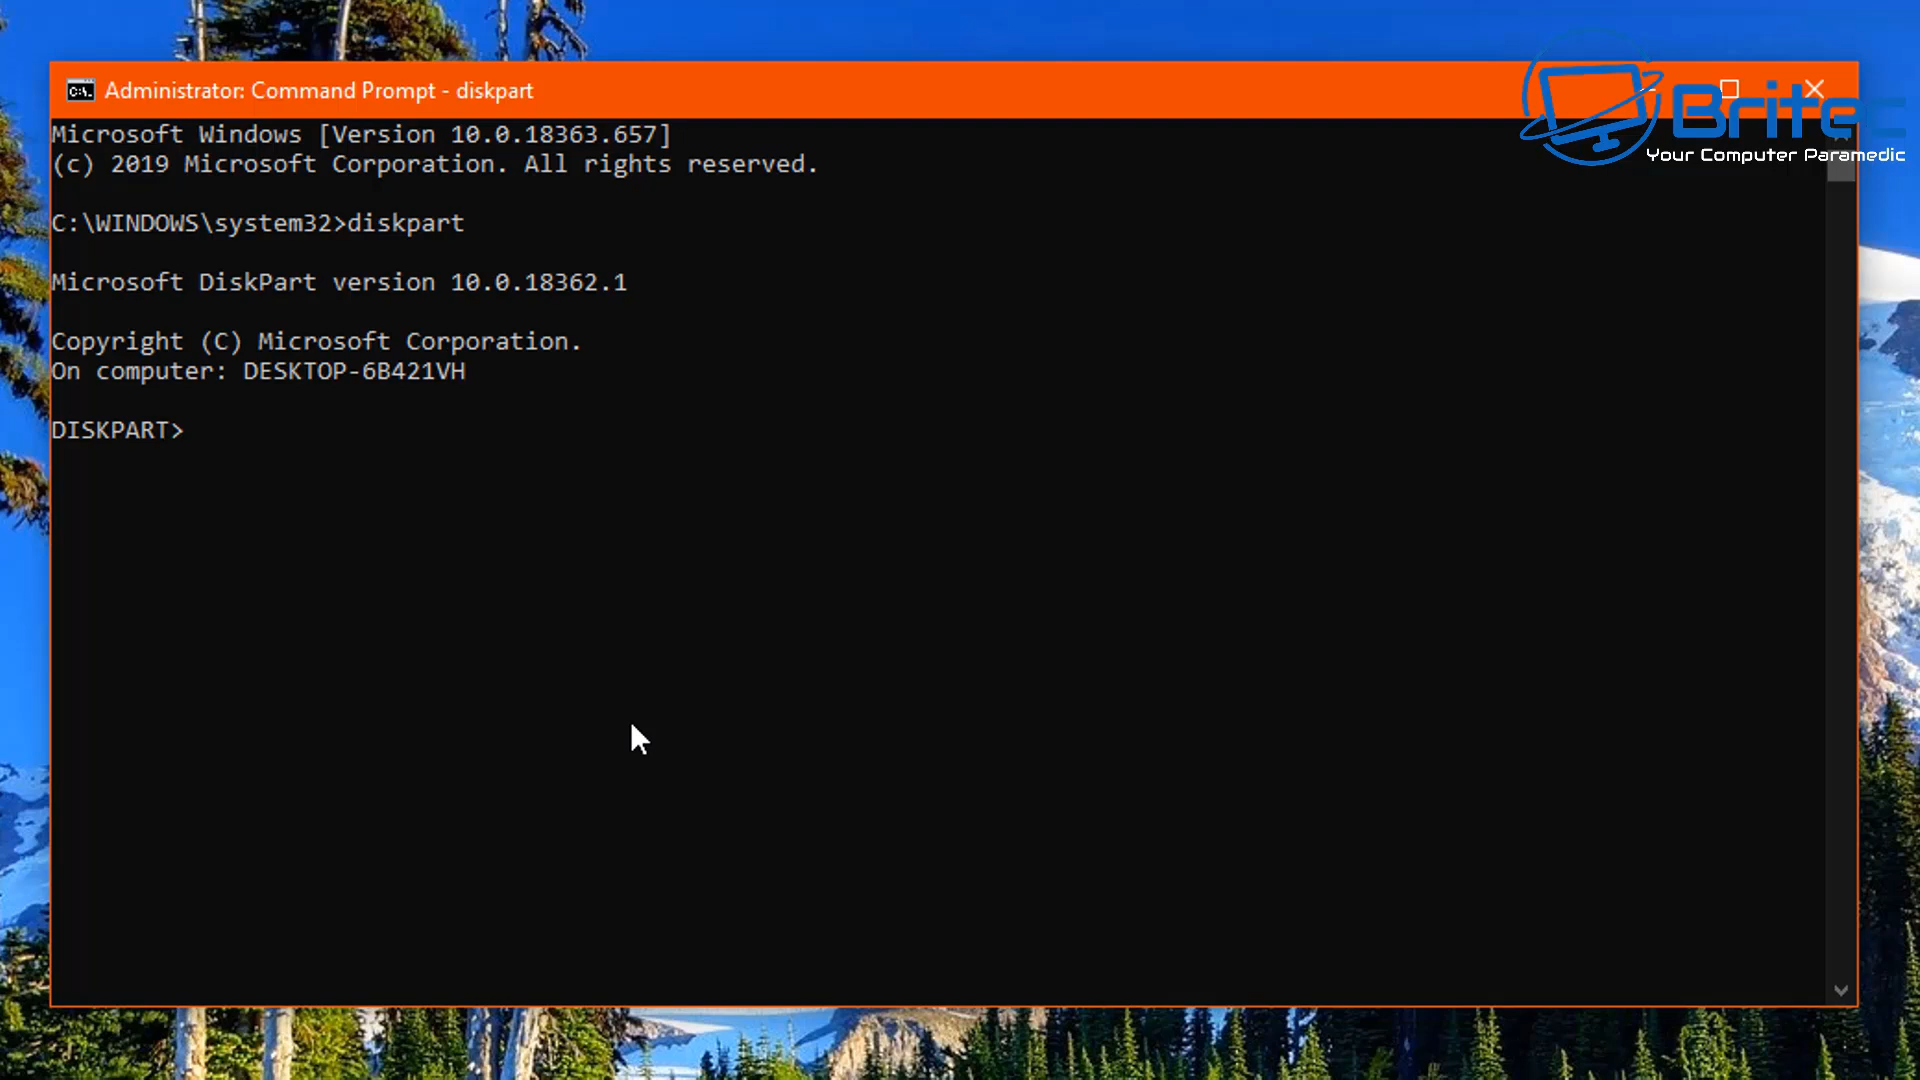 Administrator: Command Prompt - diskpart
Britec
Your Computer Paramedic
Microsoft Windows [Version 10.0.18363.657]
(c) 2019 Microsoft Corporation. All rights reserved.
C:\WINDOWS\system32>diskpart
Microsoft DiskPart version 10.0.18362.1
Copyright (C) Microsoft Corporation.
On computer: DESKTOP-6B421VH
DISKPART>